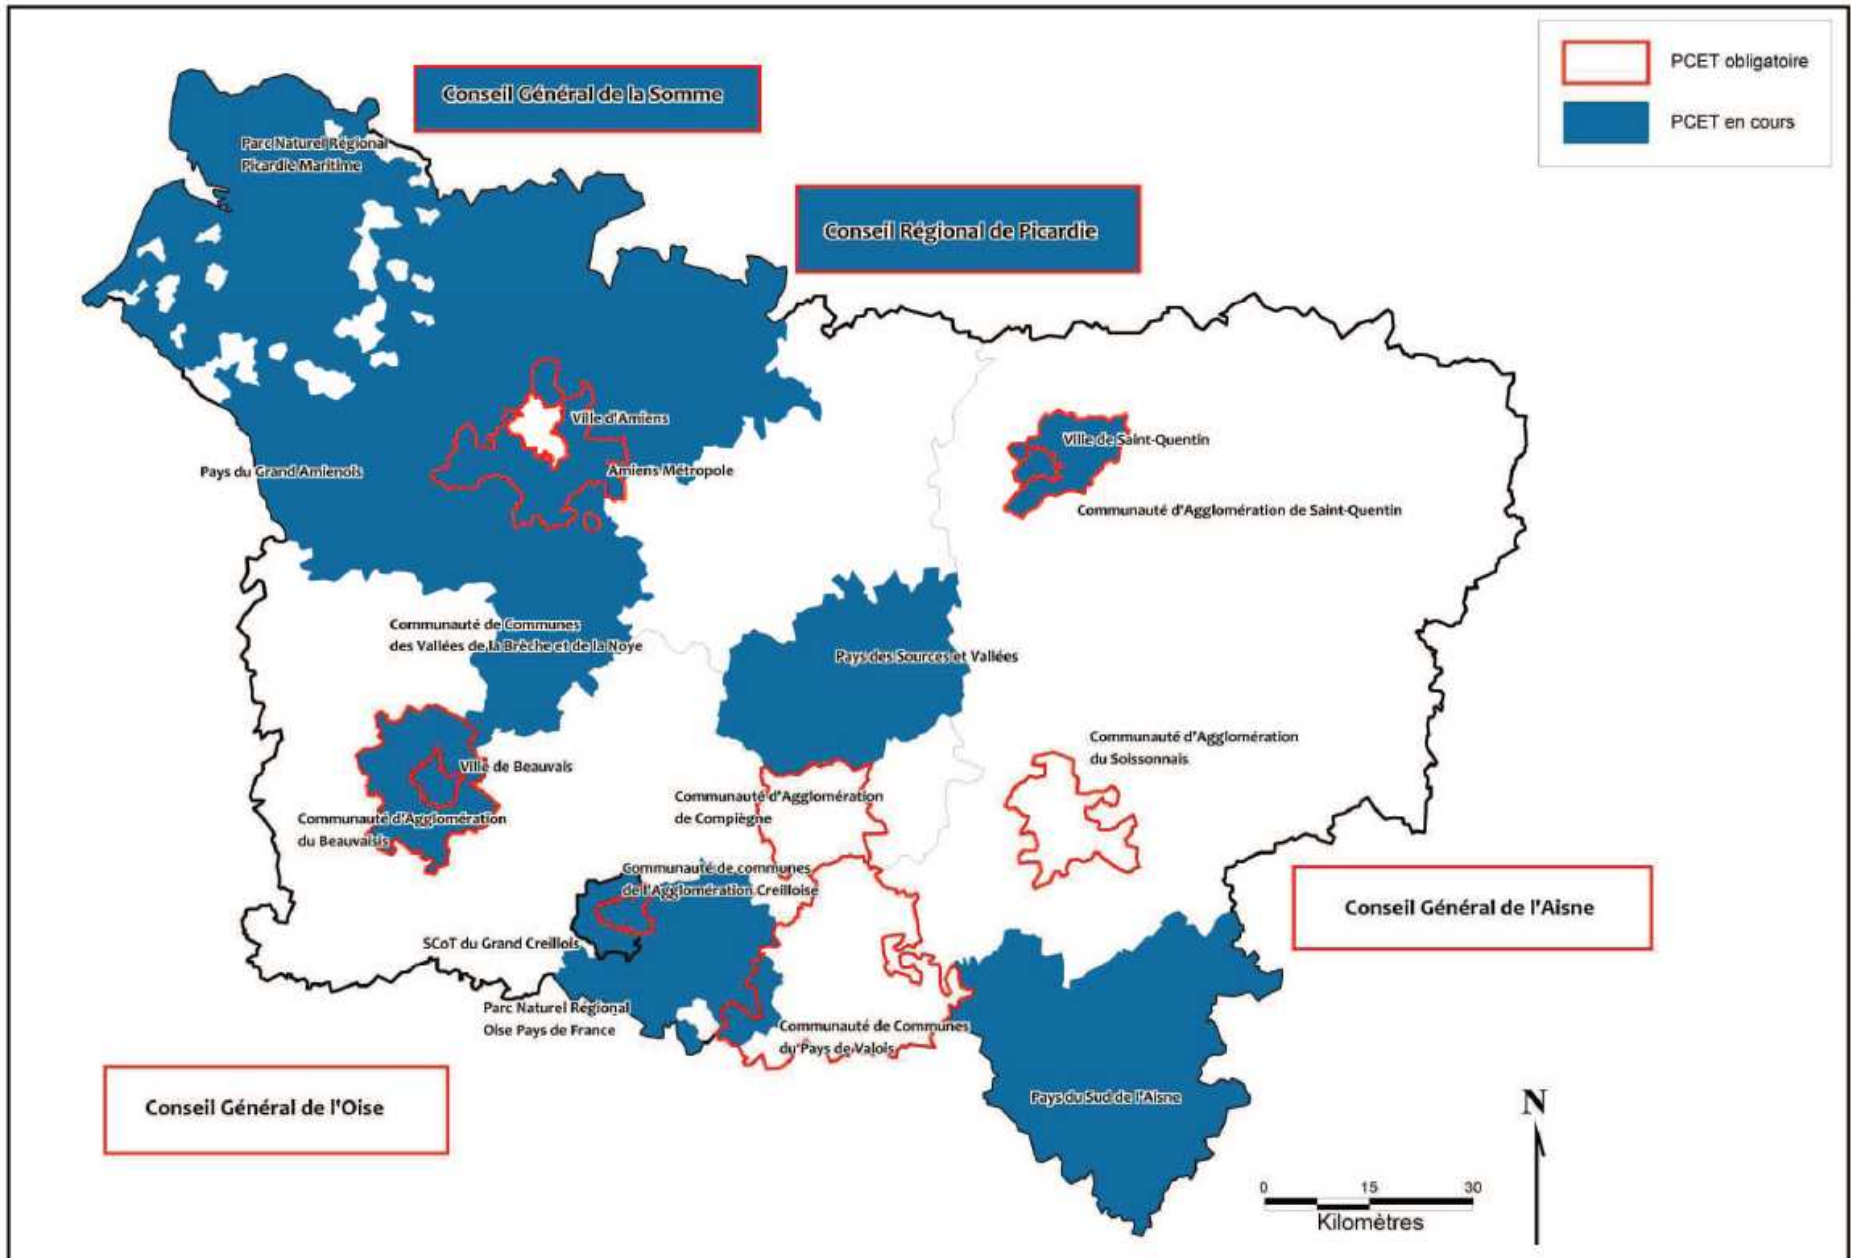 PCET obligatoire
PCET en cours
Conseil Général de la Somme
Parc Naturel Régional
Picardie Maritime
Conseil Régional de Picardie
Ville d'Amiens
Pays du Grand Amienois
Amiens Métropole
Ville de Saint-Quentin
Communauté d'Agglomération de Saint-Quentin
Communauté de Communes
des Vallées de la Brèche et de la Noye
Pays des Sources et Vallées
Communauté d'Agglomération
du Soissonnais
Ville de Beauvais
Communauté d'Agglomération
du Beauvaisis
Communauté d'Agglomération
de Compiègne
Communauté de communes
de l'Agglomération Creilloise
SCoT du Grand Creillois
Conseil Général de l'Aisne
Parc Naturel Régional
Oise Pays de France
Communauté de Communes
du Pays de Valois
Pays du Sud de l'Aisne
Conseil Général de l'Oise
N
0 15 30
Kilomètres